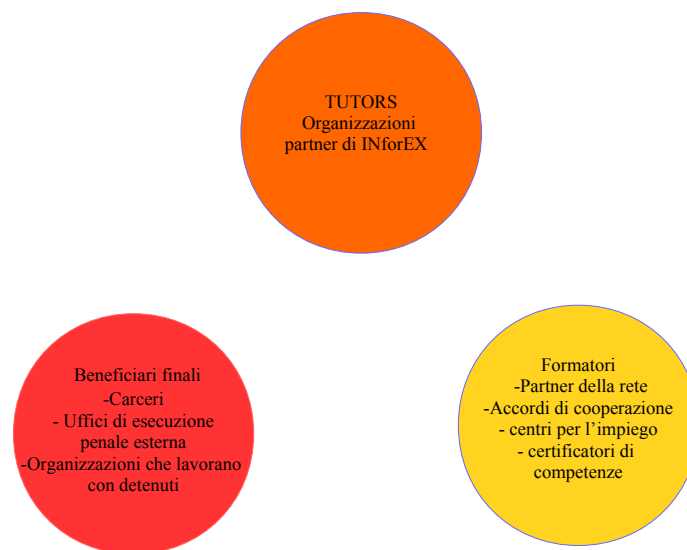 TUTORS
Organizzazioni
partner di INforEX
Beneficiari finali
-Carceri
- Uffici di esecuzione
penale esterna
-Organizzazioni che lavorano
con detenuti
Formatori
-Partner della rete
-Accordi di cooperazione
- centri per l’impiego
- certificatori di
competenze